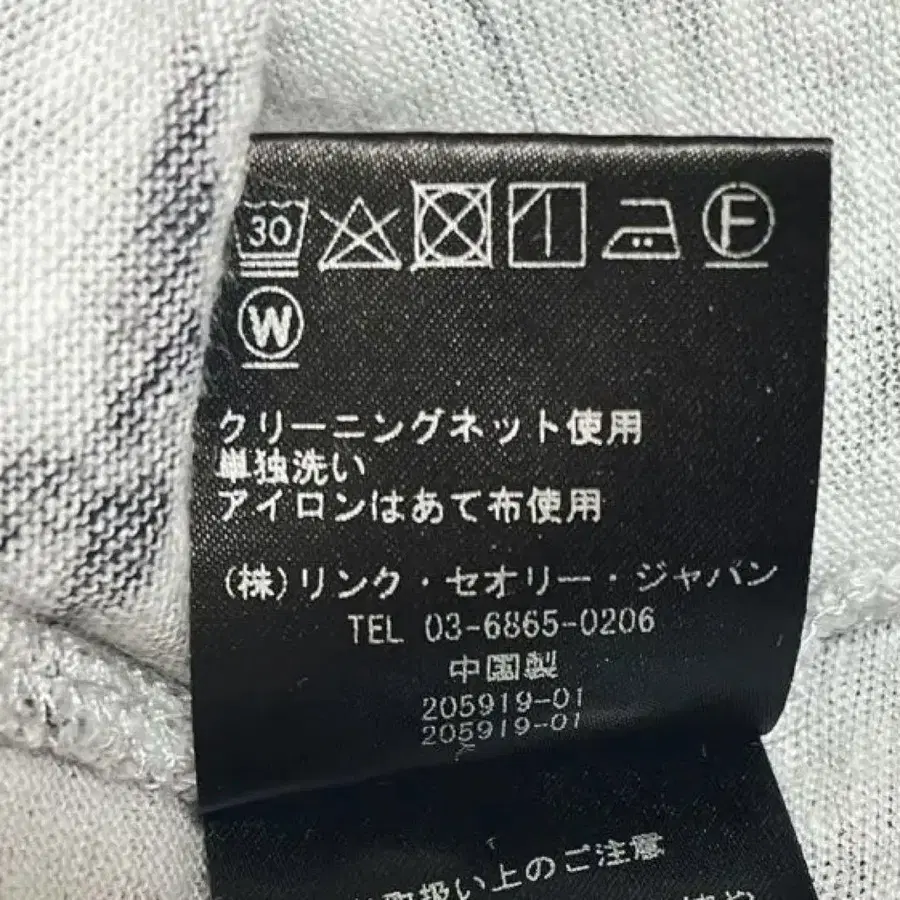 30
F
W
クリーニングネット使用
単独洗い
アイロンはあて布使用
(株)リンク・セオリー・ジャパン
TEL 03-6865-0206
中国製
205919-01
205919-01
取扱い上のご注意